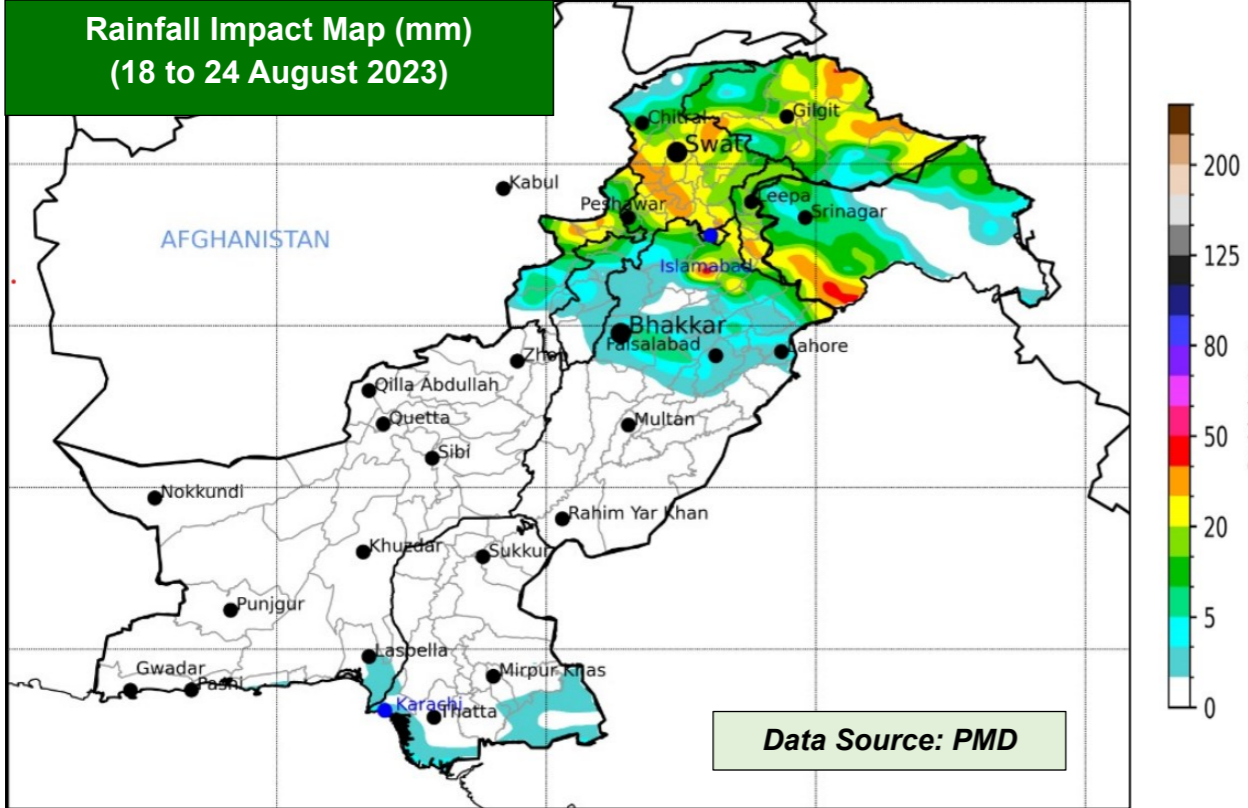 Rainfall Impact Map (mm)
(18 to 24 August 2023)
Chitral
Gilgit
Swat
Kabul
Leepa
Peshawar
Srinagar
AFGHANISTAN
Islamabad
Bhakkar
Faisalabad
Lahore
Zhob
Qilla Abdullah
Quetta
Multan
Sibi
Nokkundi
Rahim Yar Khan
Khuzdar
Sukkur
Punjgur
Lasbella
Gwadar
Pasni
Mirpur Khas
Karachi
Thatta
Data Source: PMD
200
125
80
50
20
5
0